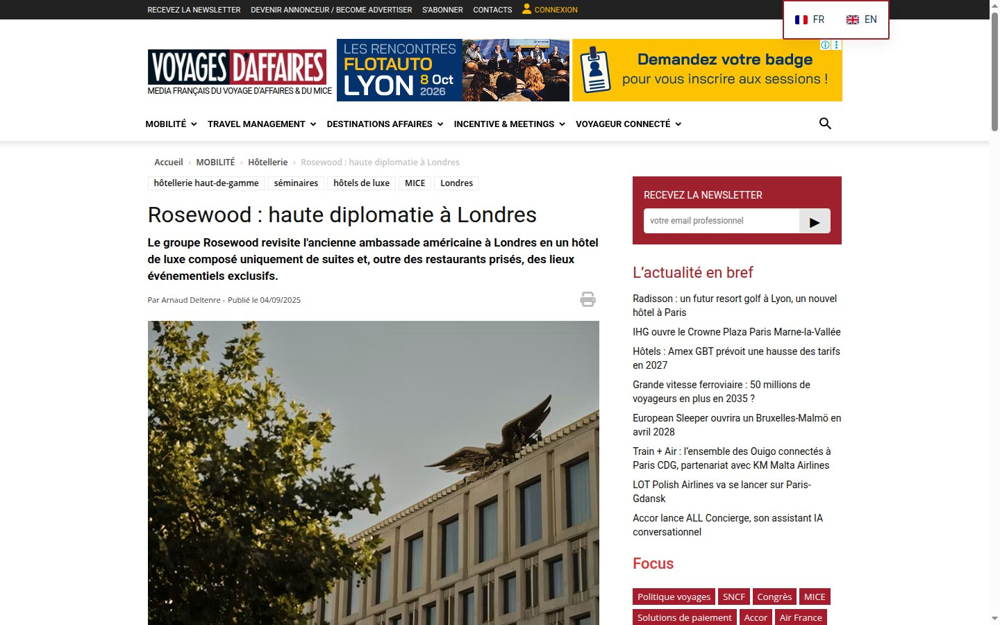 RECEVEZ LA NEWSLETTER DEVENIR ANNONCEUR / BECOME ADVERTISER S'ABONNER CONTACTS CONNEXION
FR EN
VOYAGES D'AFFAIRES
MEDIA FRANÇAIS DU VOYAGE D'AFFAIRES & DU MICE
LES RENCONTRES
FLOTAUTO
LYON 8 Oct
2026
Demandez votre badge
pour vous inscrire aux sessions !
MOBILITÉ TRAVEL MANAGEMENT DESTINATIONS AFFAIRES INCENTIVE & MEETINGS VOYAGEUR CONNECTÉ
Accueil › MOBILITÉ › Hôtellerie › Rosewood : haute diplomatie à Londres
hôtellerie haut-de-gamme séminaires hôtels de luxe MICE Londres
Rosewood : haute diplomatie à Londres
Le groupe Rosewood revisite l'ancienne ambassade américaine à Londres en un hôtel
de luxe composé uniquement de suites et, outre des restaurants prisés, des lieux
événementiels exclusifs.
Par Arnaud Deltenre - Publié le 04/09/2025
RECEVEZ LA NEWSLETTER
votre email professionnel
L'actualité en bref
Radisson : un futur resort golf à Lyon, un nouvel
hôtel à Paris
IHG ouvre le Crowne Plaza Paris Marne-la-Vallée
Hôtels : Amex GBT prévoit une hausse des tarifs
en 2027
Grande vitesse ferroviaire : 50 millions de
voyageurs en plus en 2035 ?
European Sleeper ouvrira un Bruxelles-Malmö en
avril 2028
Train + Air : l'ensemble des Ouigo connectés à
Paris CDG, partenariat avec KM Malta Airlines
LOT Polish Airlines va se lancer sur Paris-
Gdansk
Accor lance ALL Concierge, son assistant IA
conversationnel
Focus
Politique voyages SNCF Congrès MICE
Solutions de paiement Accor Air France